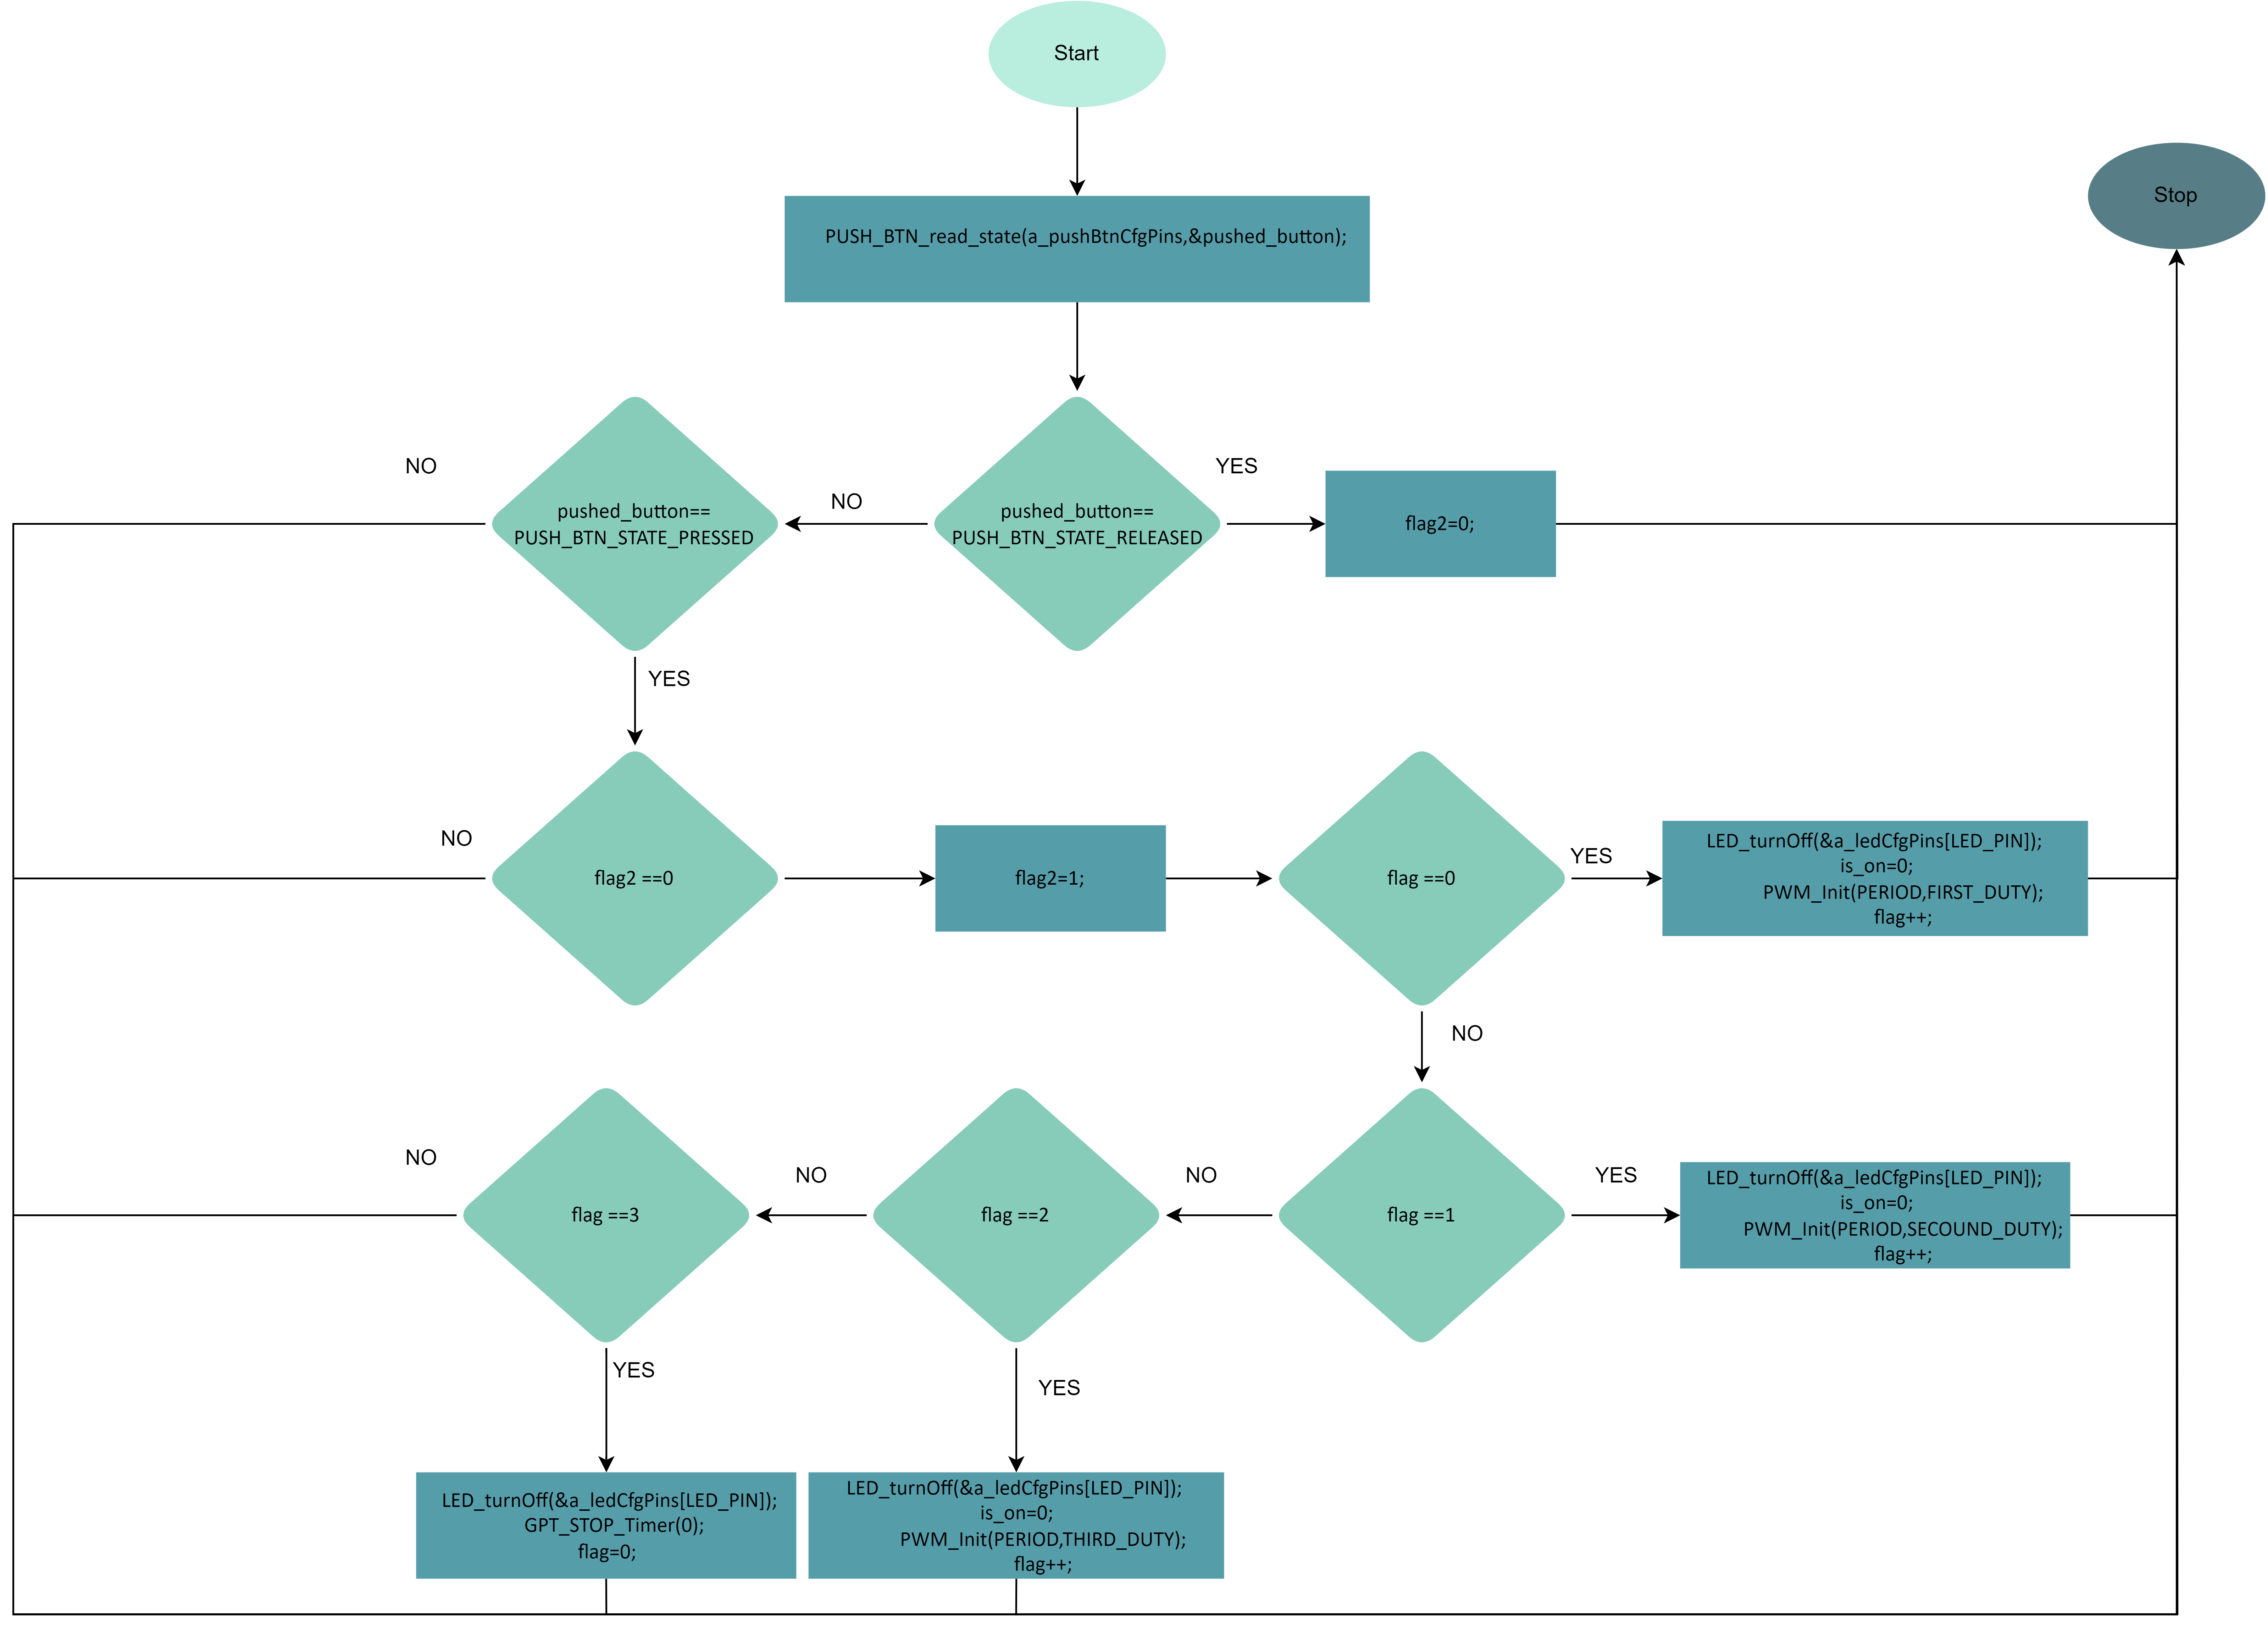 Start
Stop
PUSH_BTN_read_state(a_pushBtnCfgPins,&pushed_button);
NO
pushed_button==
PUSH_BTN_STATE_PRESSED
NO
pushed_button==
PUSH_BTN_STATE_RELEASED
YES
flag2=0;
YES
NO
flag2 ==0
flag2=1;
flag ==0
YES
LED_turnOff(&a_ledCfgPins[LED_PIN]);
is_on=0;
PWM_Init(PERIOD,FIRST_DUTY);
flag++;
NO
NO
flag ==3
NO
flag ==2
NO
flag ==1
YES
LED_turnOff(&a_ledCfgPins[LED_PIN]);
is_on=0;
PWM_Init(PERIOD,SECOUND_DUTY);
flag++;
YES
YES
LED_turnOff(&a_ledCfgPins[LED_PIN]);
GPT_STOP_Timer(0);
flag=0;
LED_turnOff(&a_ledCfgPins[LED_PIN]);
is_on=0;
PWM_Init(PERIOD,THIRD_DUTY);
flag++;